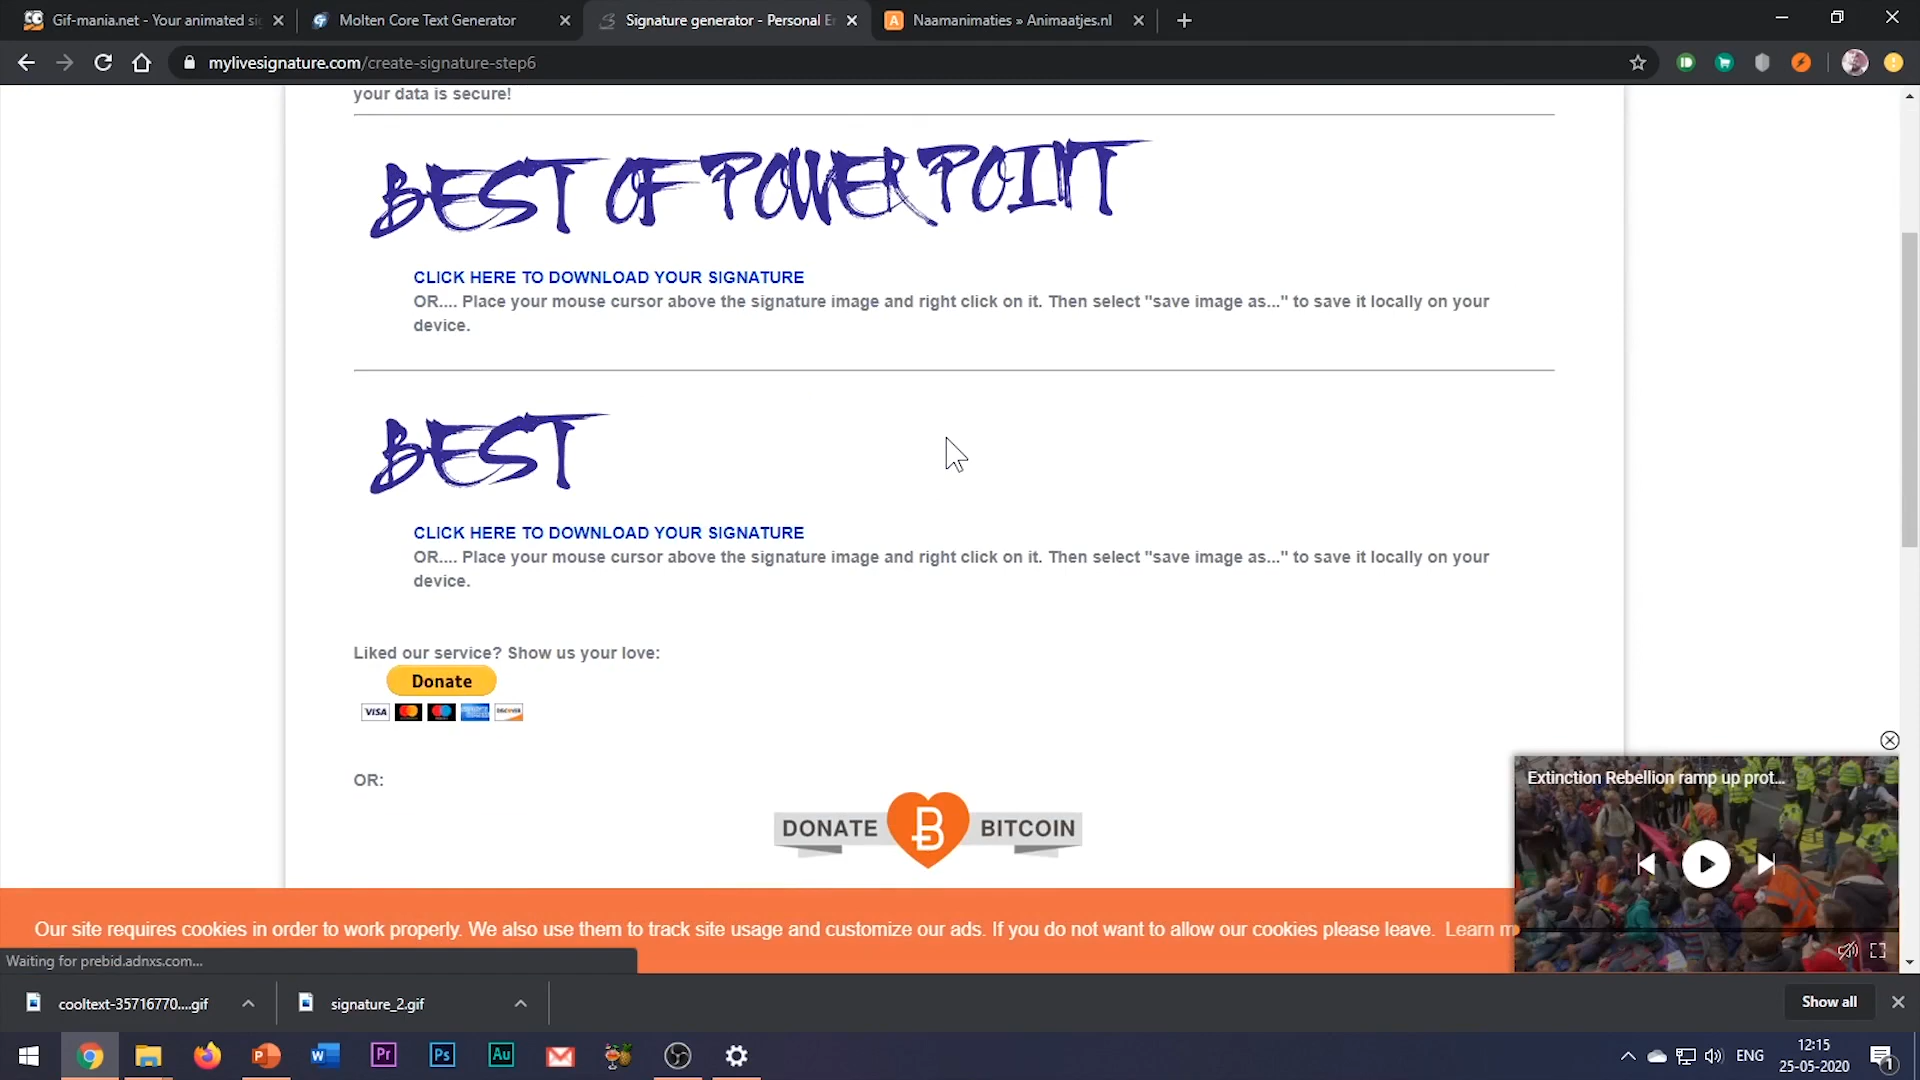 Gif-mania.net - Your animated si
Molten Core Text Generator
Signature generator - Personal E
Naamanimaties » Animaatjes.nl
mylivesignature.com/create-signature-step6
your data is secure!
BEST OF POWERPOINT
CLICK HERE TO DOWNLOAD YOUR SIGNATURE
OR.... Place your mouse cursor above the signature image and right click on it. Then select "save image as..." to save it locally on your
device.
BEST
CLICK HERE TO DOWNLOAD YOUR SIGNATURE
OR.... Place your mouse cursor above the signature image and right click on it. Then select "save image as..." to save it locally on your
device.
Liked our service? Show us your love:
Donate
VISA DISCOVER
OR:
DONATE B BITCOIN
Extinction Rebellion ramp up prot...
Our site requires cookies in order to work properly. We also use them to track site usage and customize our ads. If you do not want to allow our cookies please leave. Learn m
Waiting for prebid.adnxs.com...
cooltext-35716770....gif
signature_2.gif
Show all
Pr
Ps
Au
ENG
12:15
25-05-2020
1